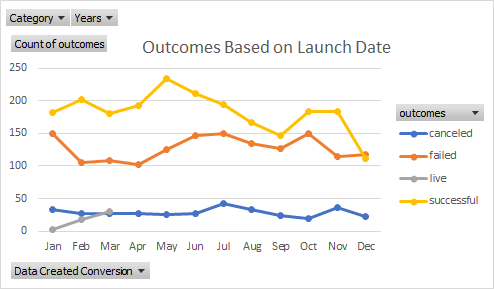 Category Years
Count of outcomes
Outcomes Based on Launch Date
250
200
150
100
50
0
Jan Feb Mar Apr May Jun Jul Aug Sep Oct Nov Dec
outcomes
canceled
failed
live
successful
Data Created Conversion